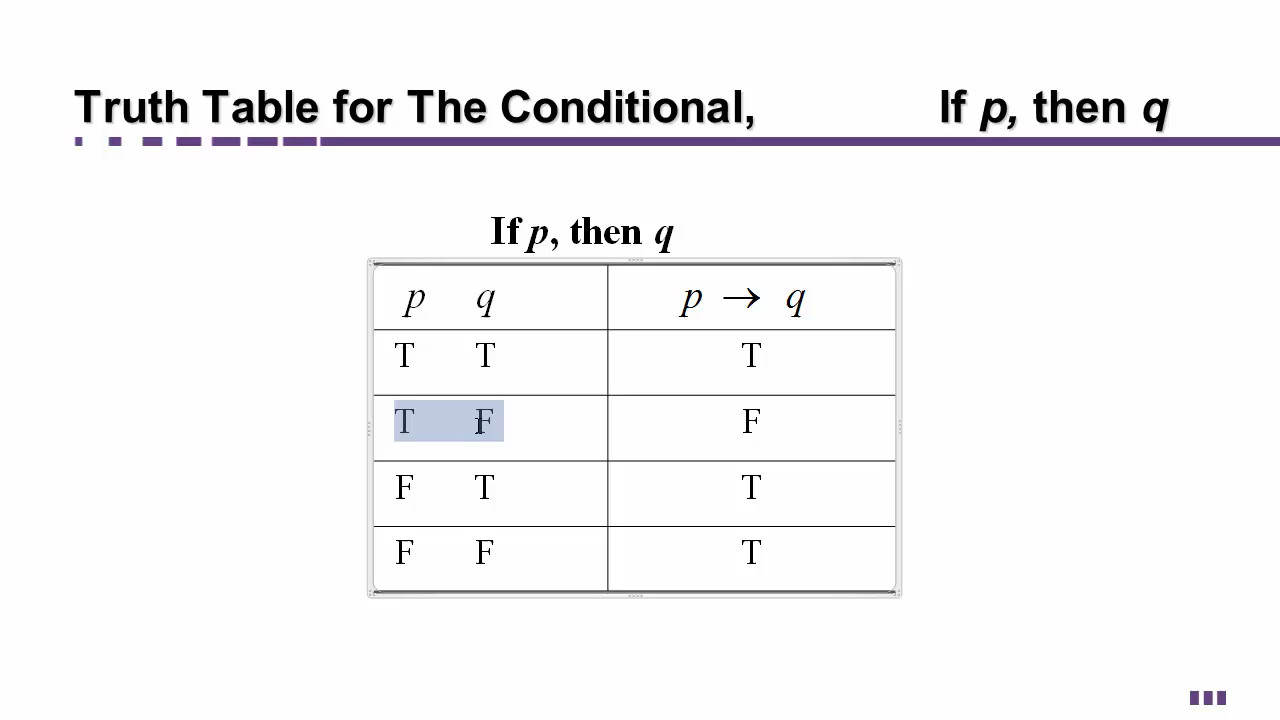 Truth Table for The Conditional, If p, then q
If p, then q
p q p → q
T T T
T F F
F T T
F F T